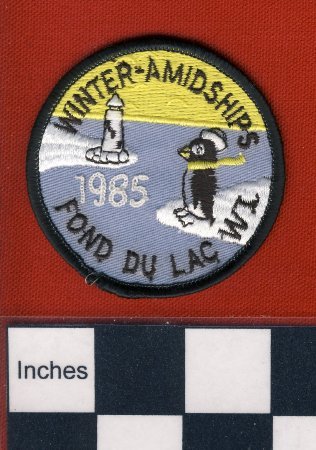 WINTER-AMIDSHIPS
1985
FOND DU LAC WI
Inches